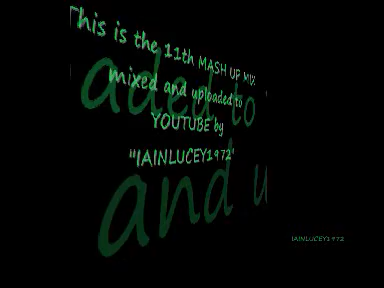 This is the 11th MASH UP MIX
mixed and uploaded to
YOUTUBE by
"IAINLUCEY1972"
aded to
and u
IAINLUCEY1972